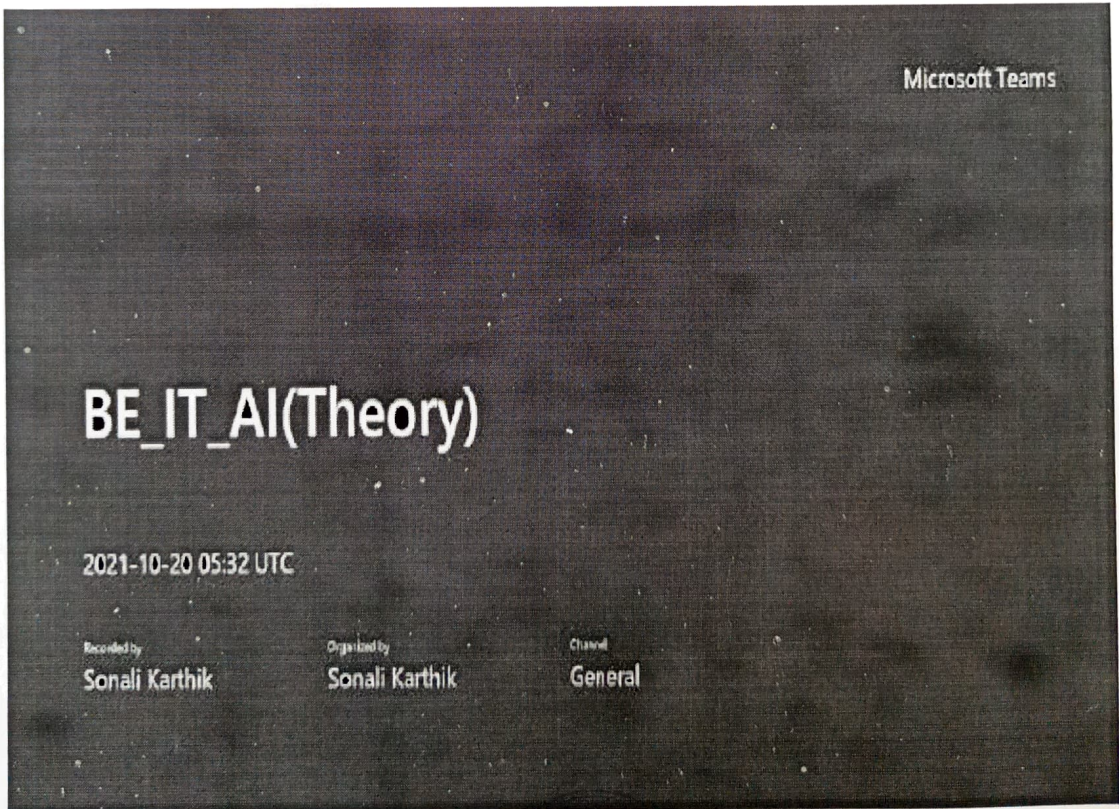 Microsoft Teams
BE_IT_AI(Theory)
2021-10-20 05:32 UTC
Recorded by Organized by Channel
Sonali Karthik Sonali Karthik General